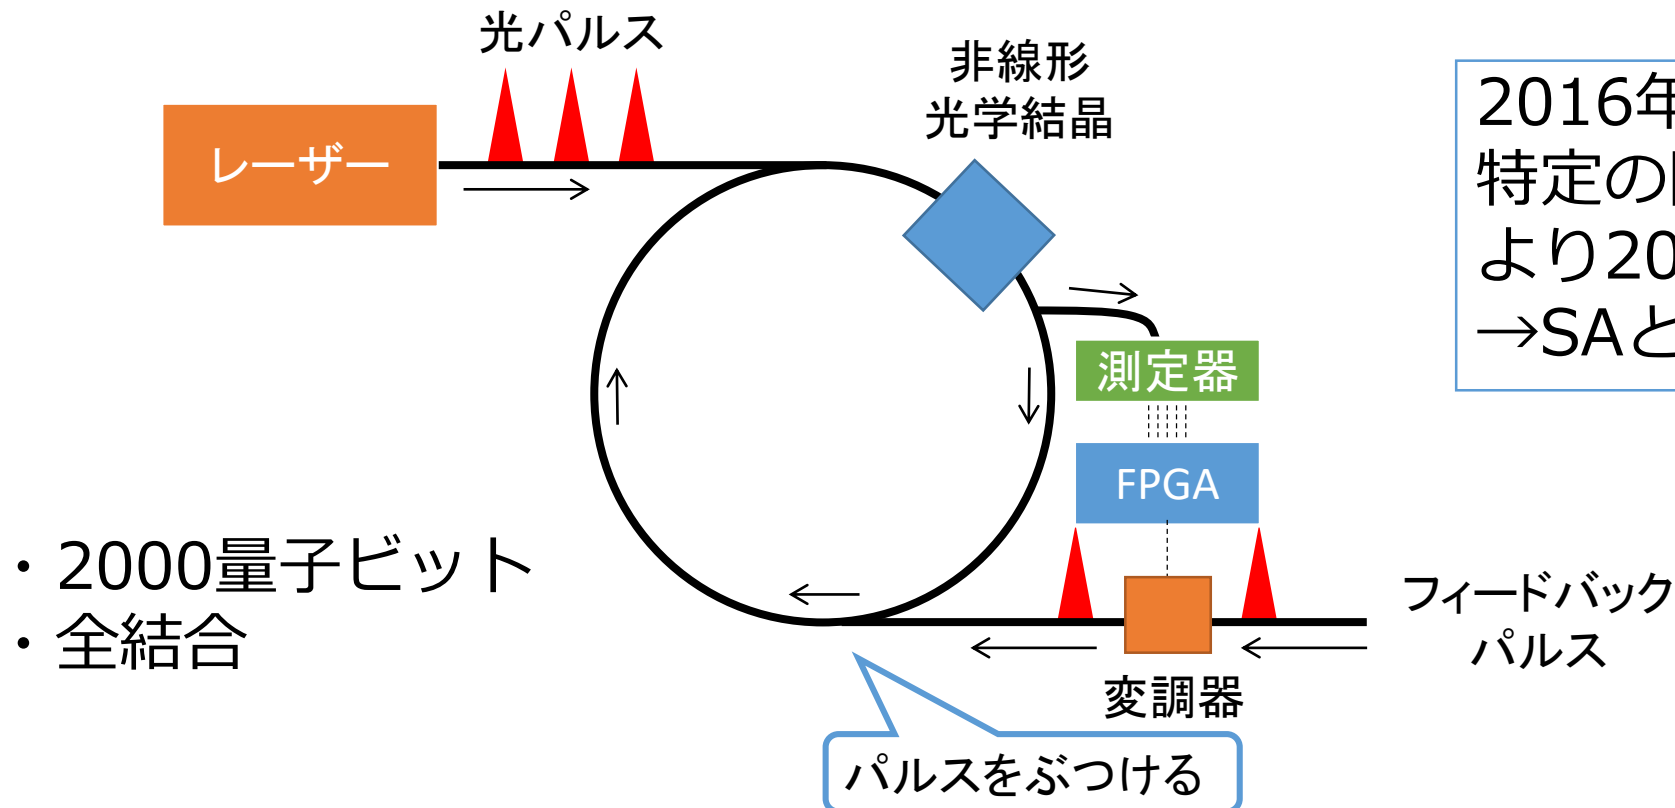 光パルス
非線形
光学結晶
レーザー
2016年
特定の
より20
→SAと
測定器
FPGA
・2000量子ビット
・全結合
フィードバック
パルス
変調器
パルスをぶつける